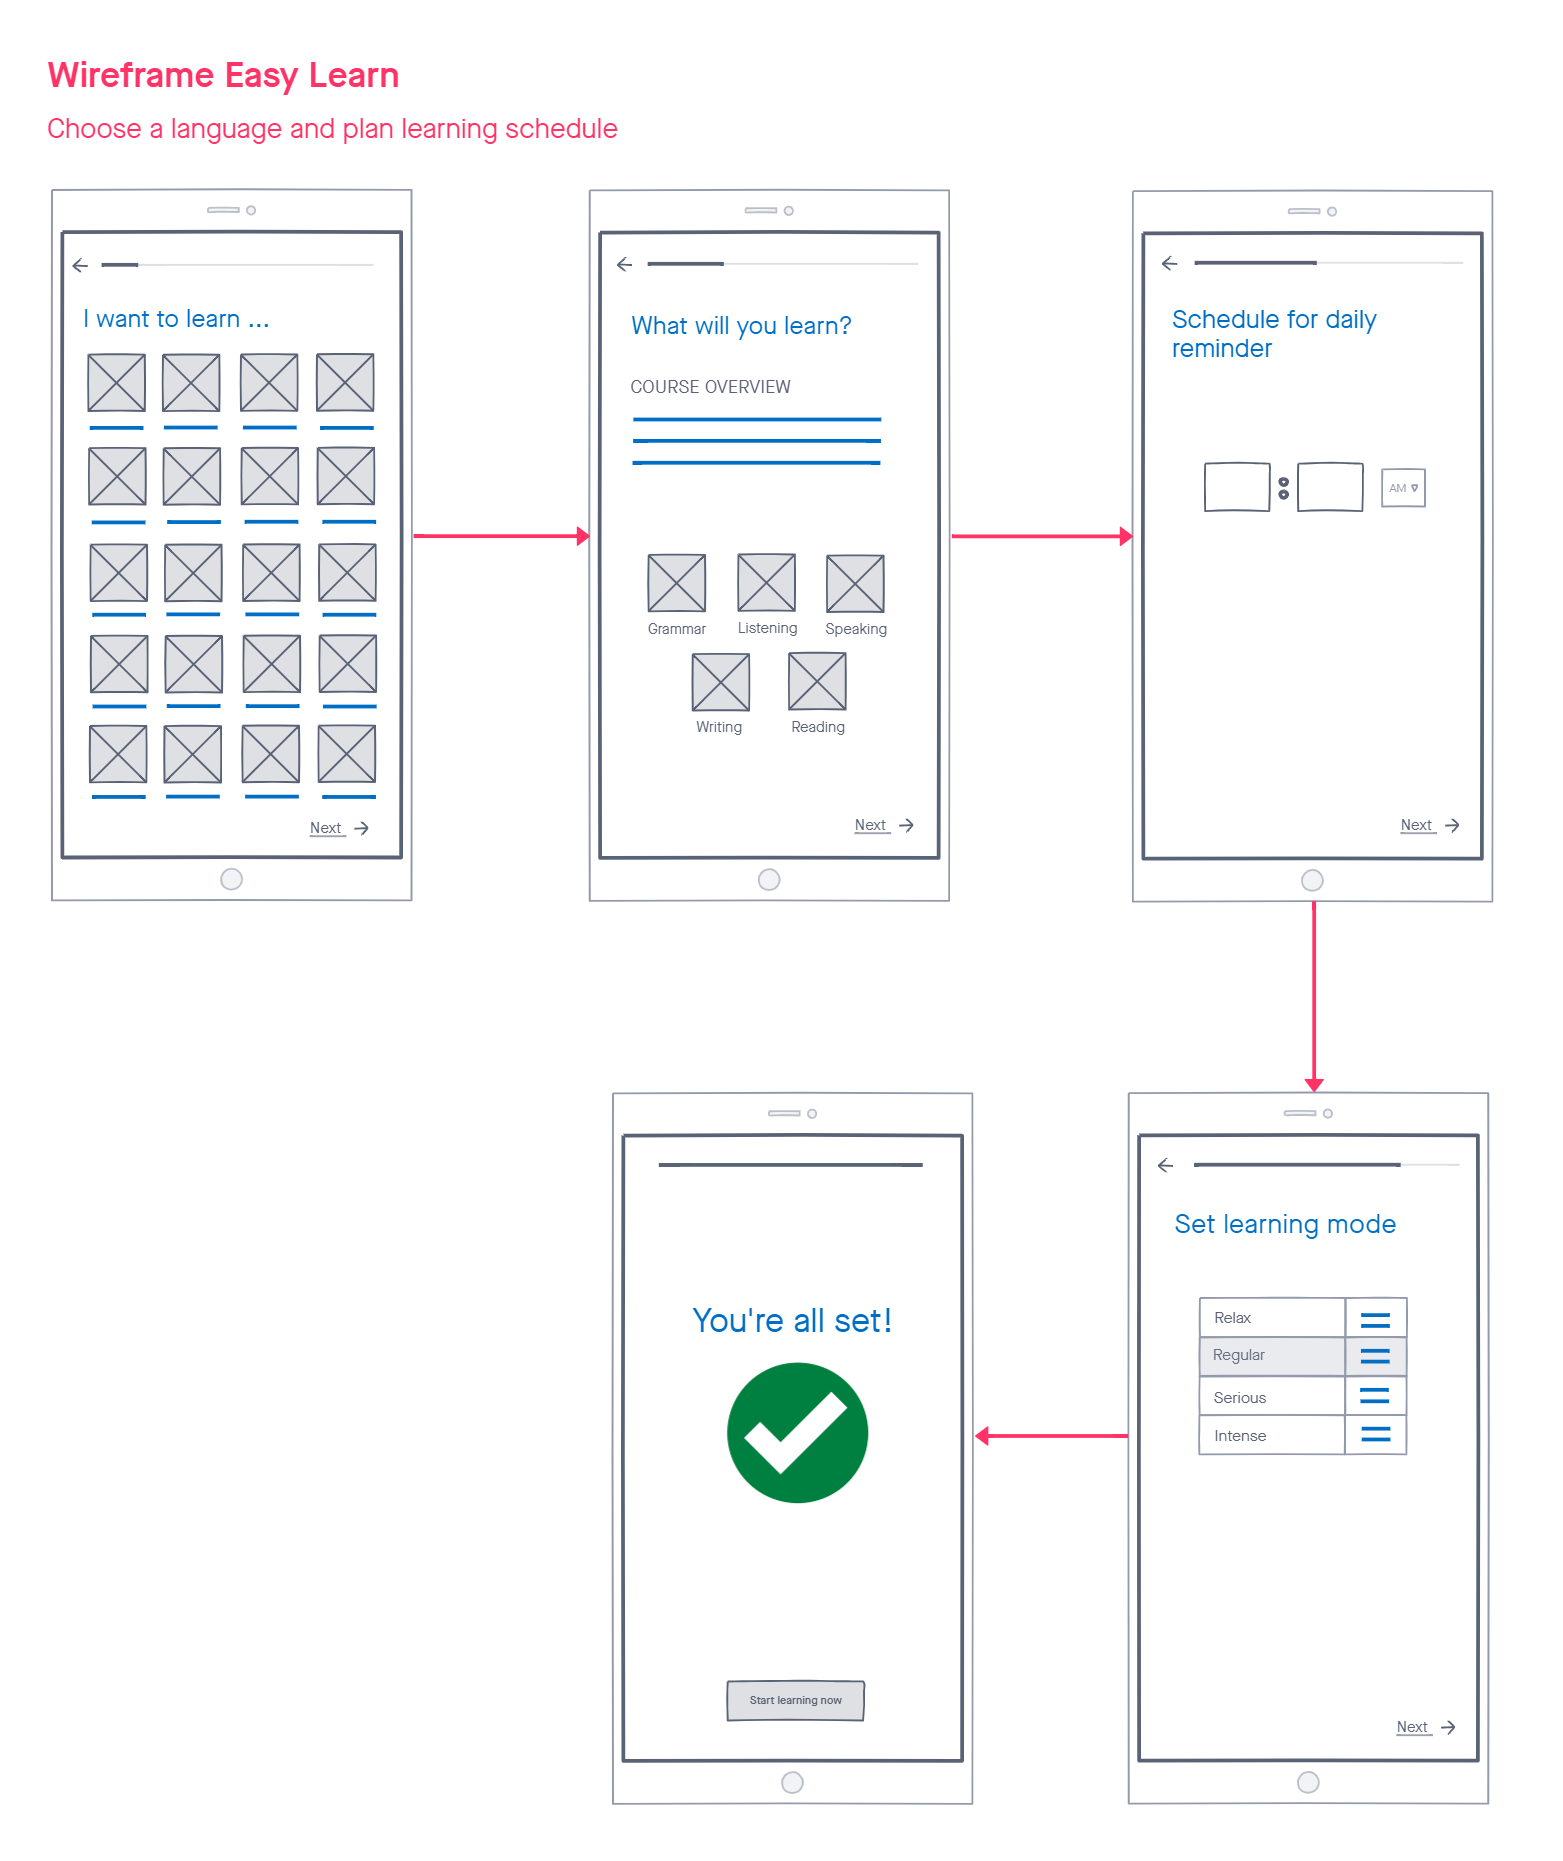 Wireframe Easy Learn
Choose a language and plan learning schedule
I want to learn ...
Next
What will you learn?
COURSE OVERVIEW
Grammar
Listening
Speaking
Writing
Reading
Next
Schedule for daily
reminder
AM
Next
Set learning mode
Relax
Regular
Serious
Intense
Next
You're all set!
Start learning now